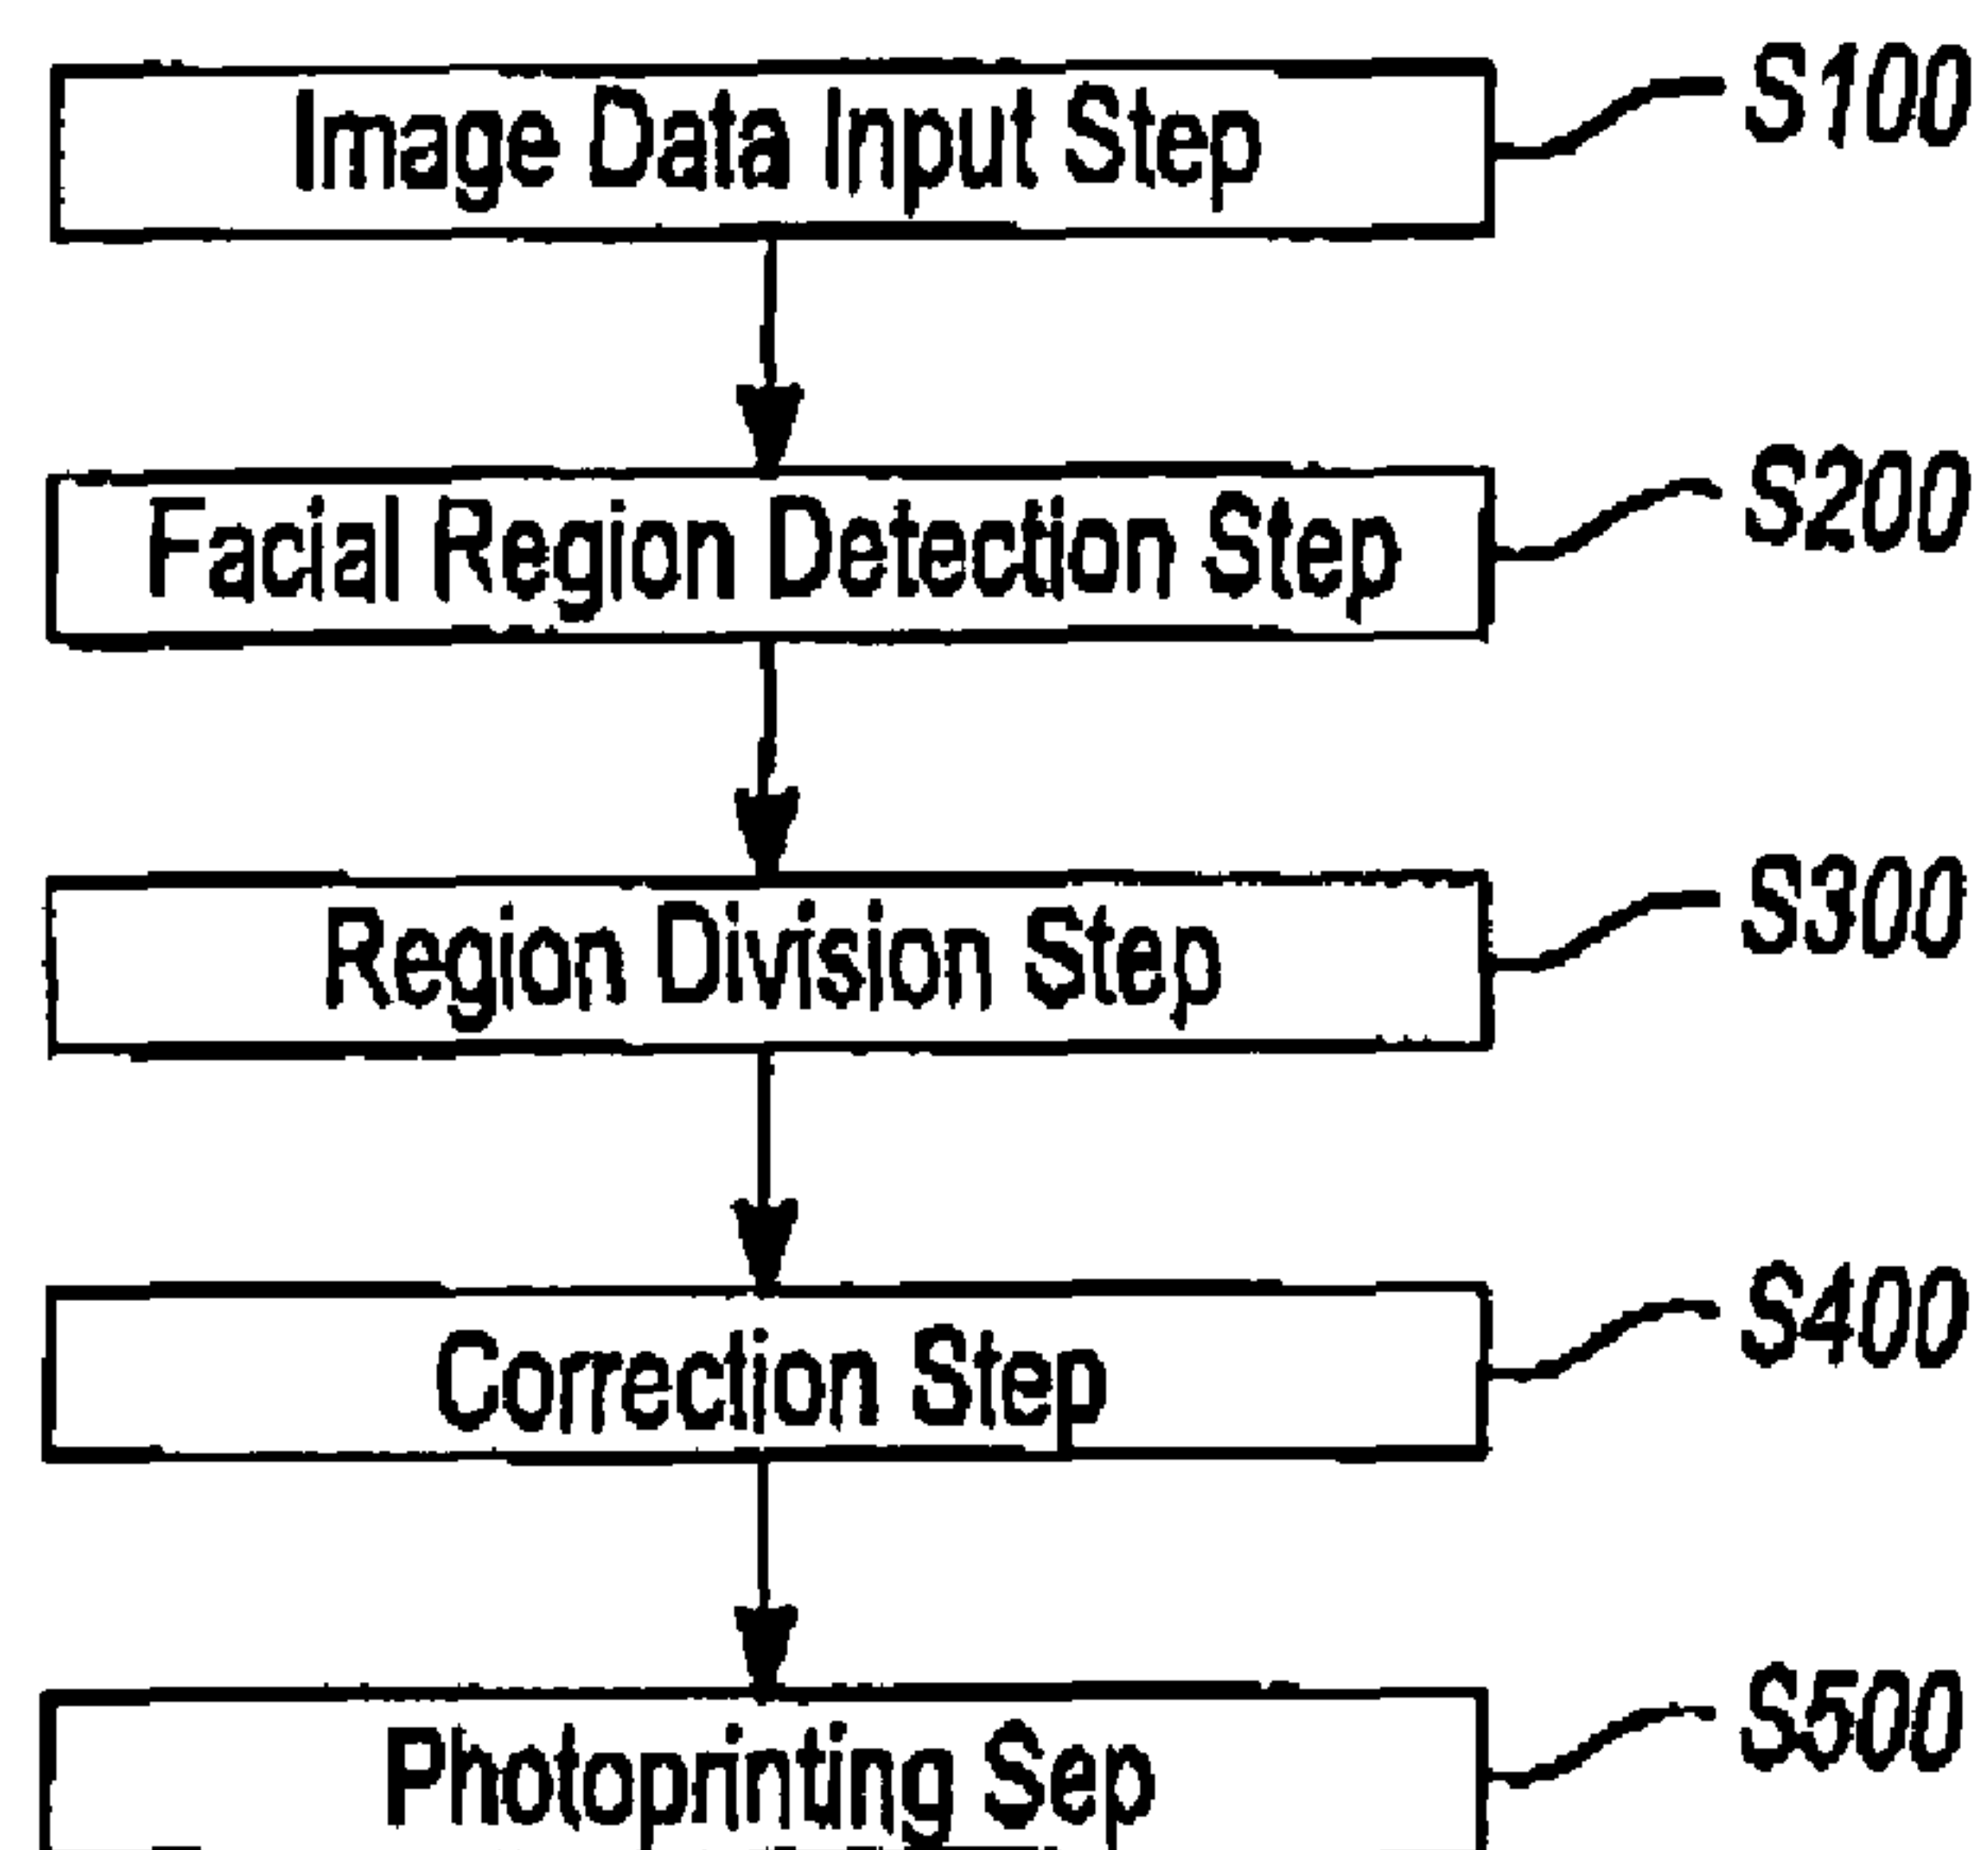 Image Data Input Step S100
Facial Region Detection Step S200
Region Division Step S300
Correction Step S400
Photoprinting Sep S500